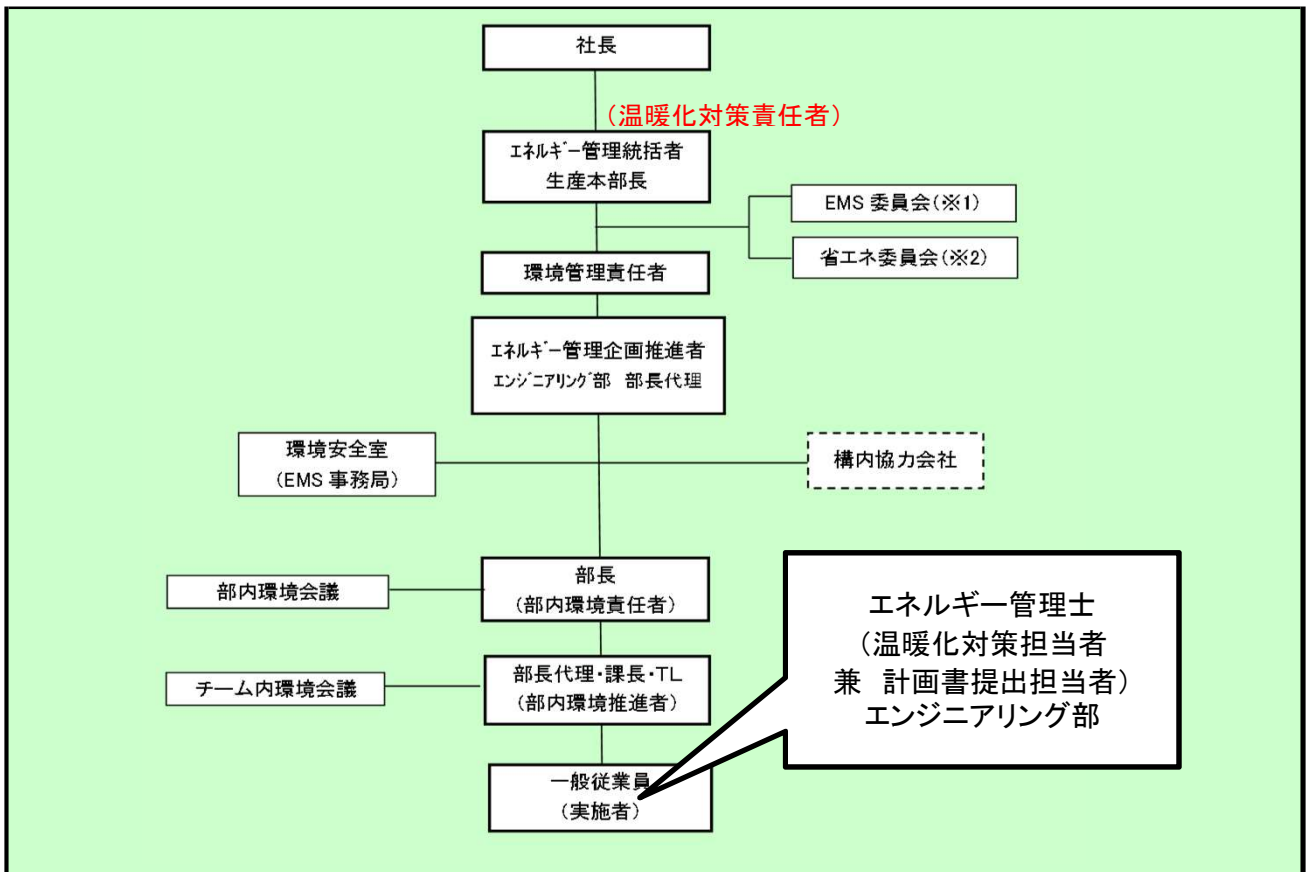 社長
（温暖化対策責任者）
ｴﾈﾙｷﾞｰ管理統括者
生産本部長
EMS 委員会(※1)
省エネ委員会(※2)
環境管理責任者
ｴﾈﾙｷﾞｰ管理企画推進者
ｴﾝｼﾞﾆｱﾘﾝｸﾞ部 部長代理
環境安全室
(EMS 事務局)
構内協力会社
部長
(部内環境責任者)
部内環境会議
エネルギー管理士
（温暖化対策担当者
兼 計画書提出担当者）
エンジニアリング部
部長代理・課長・TL
(部内環境推進者)
チーム内環境会議
一般従業員
(実施者)